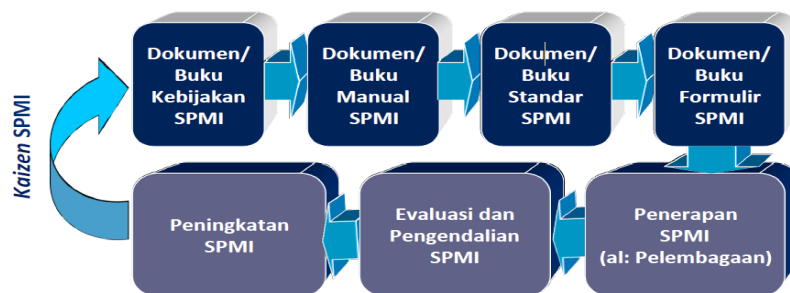 Dokumen/
Buku
Kebijakan
SPMI
Dokumen/
Buku
Manual
SPMI
Dokumen/
Buku
Standar
SPMI
Dokumen/
Buku
Formulir
SPMI
Kaizen SPMI
Peningkatan
SPMI
Evaluasi dan
Pengendalian
SPMI
Penerapan
SPMI
(al: Pelembagaan)